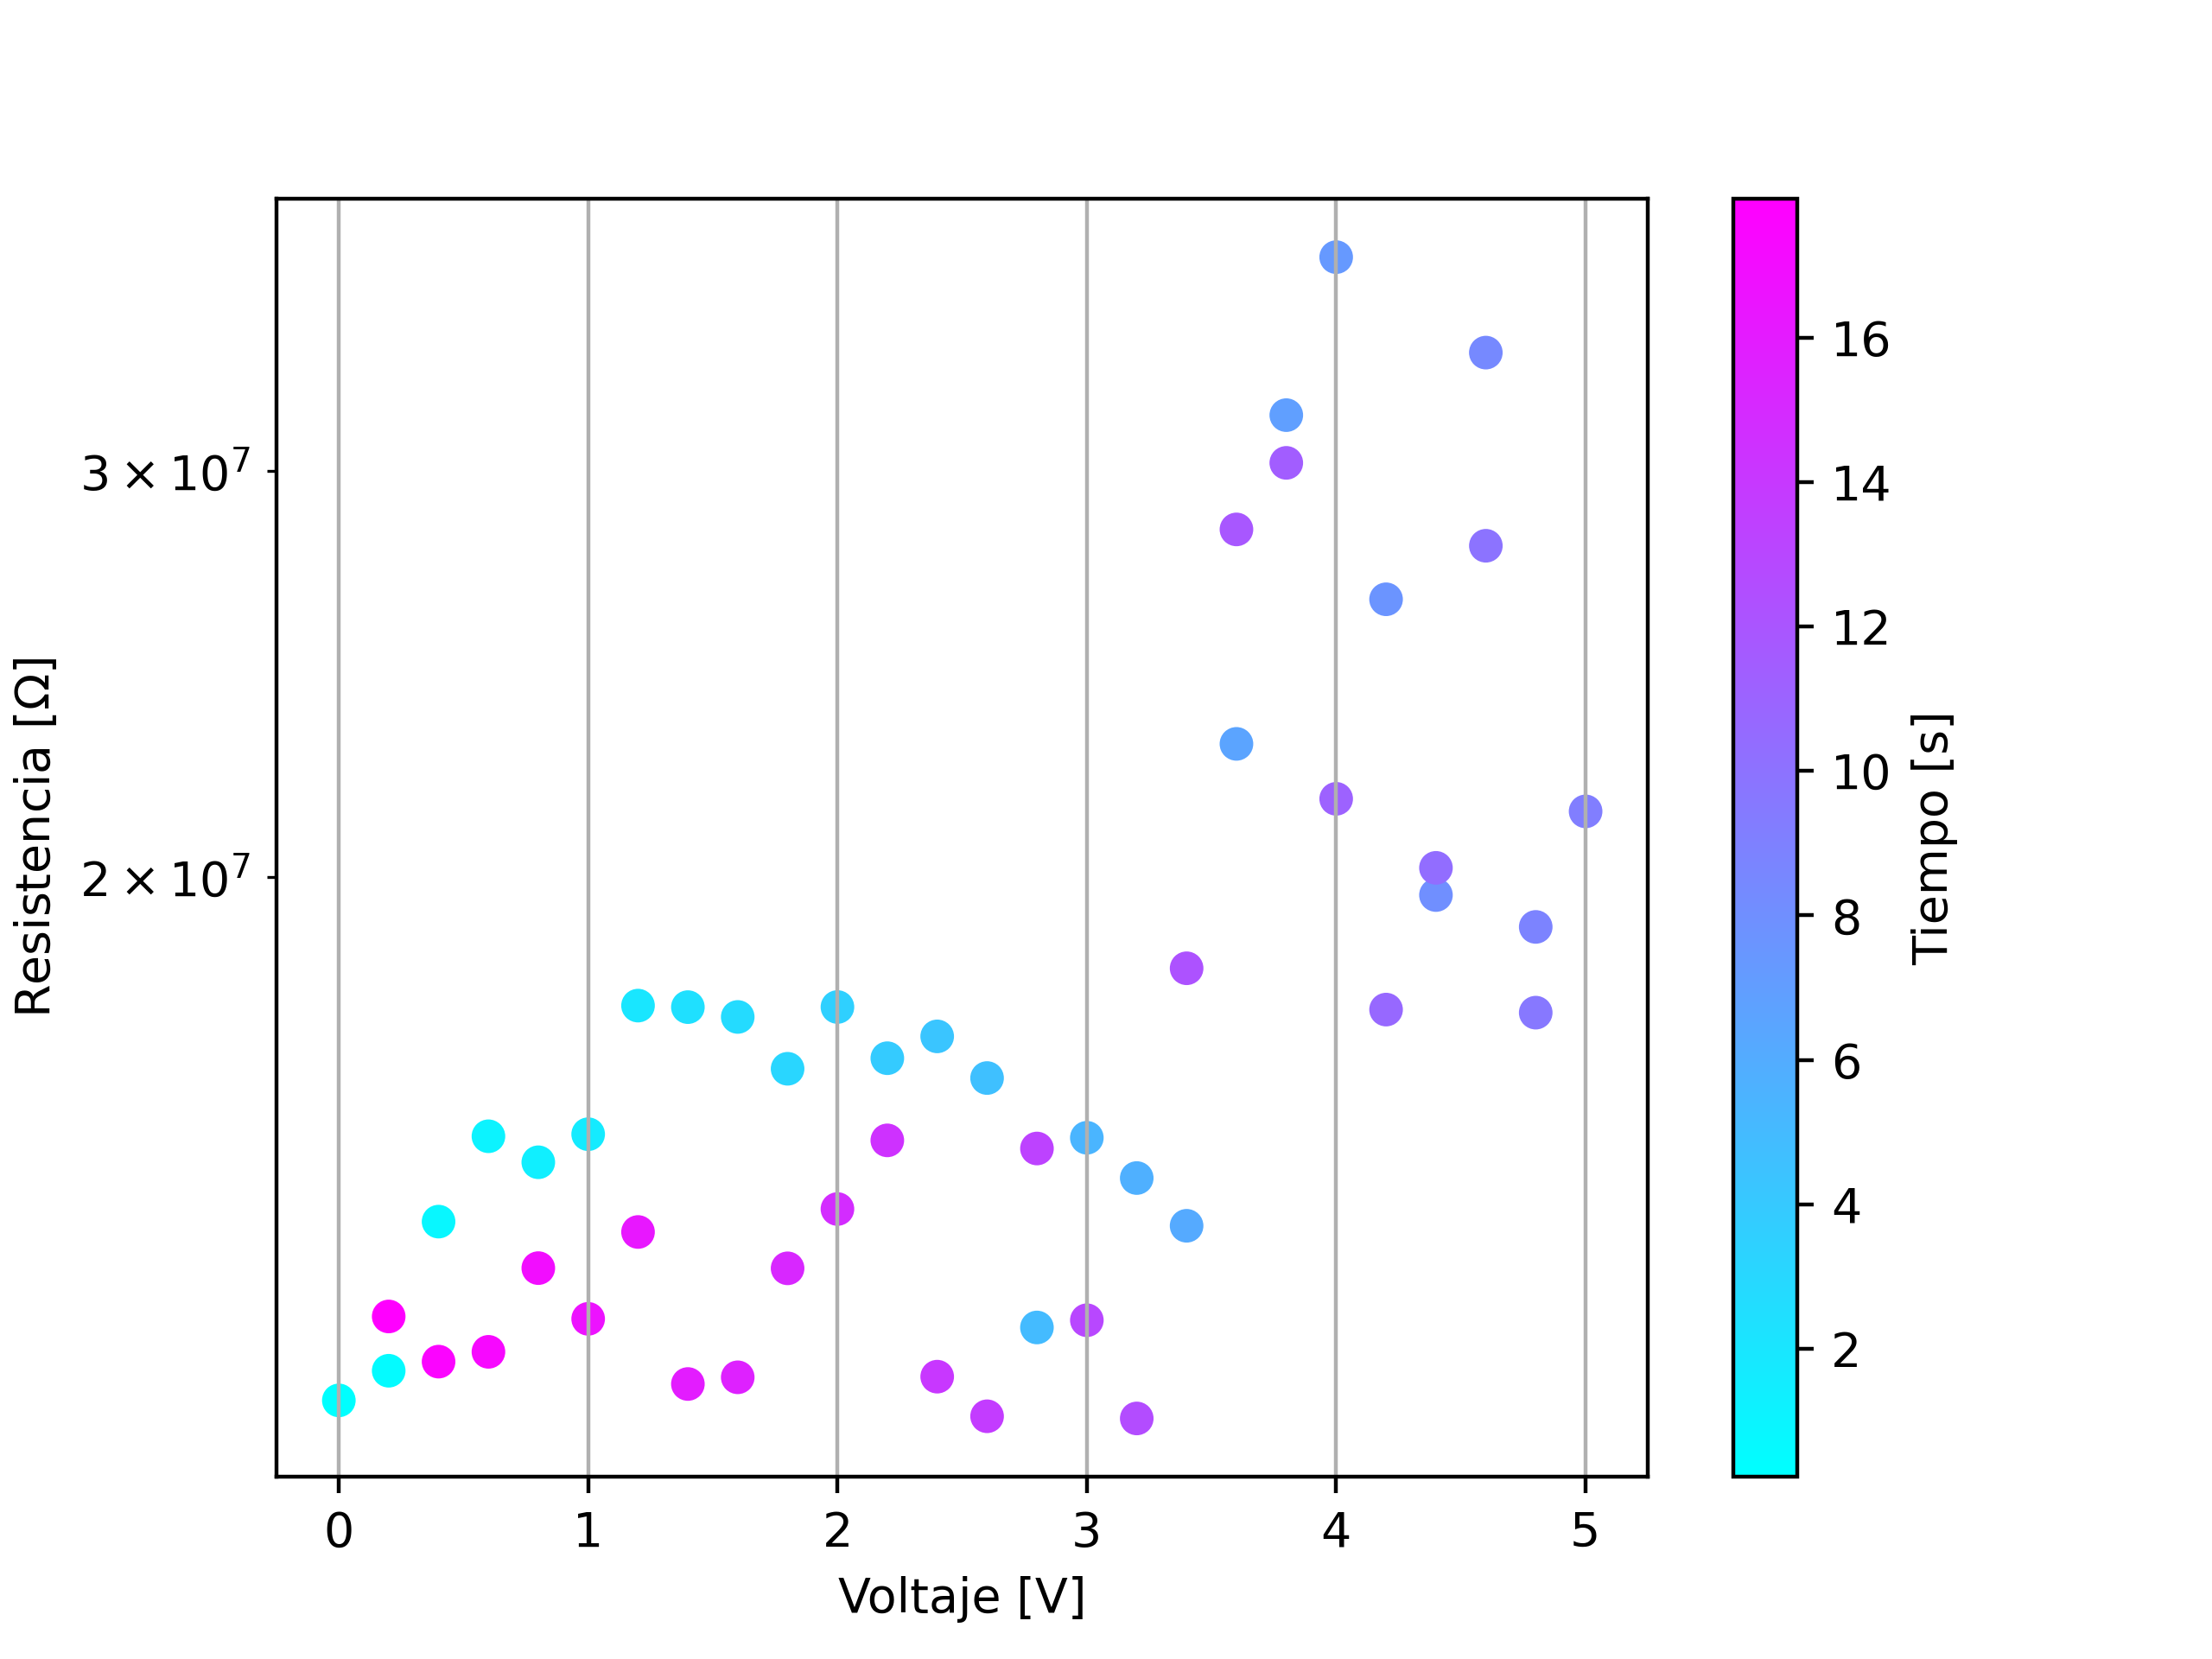 Resistencia [Ω]
3 × 10⁷
2 × 10⁷
0 1 2 3 4 5
Voltaje [V]
16
14
12
10
8
6
4
2
Tiempo [s]